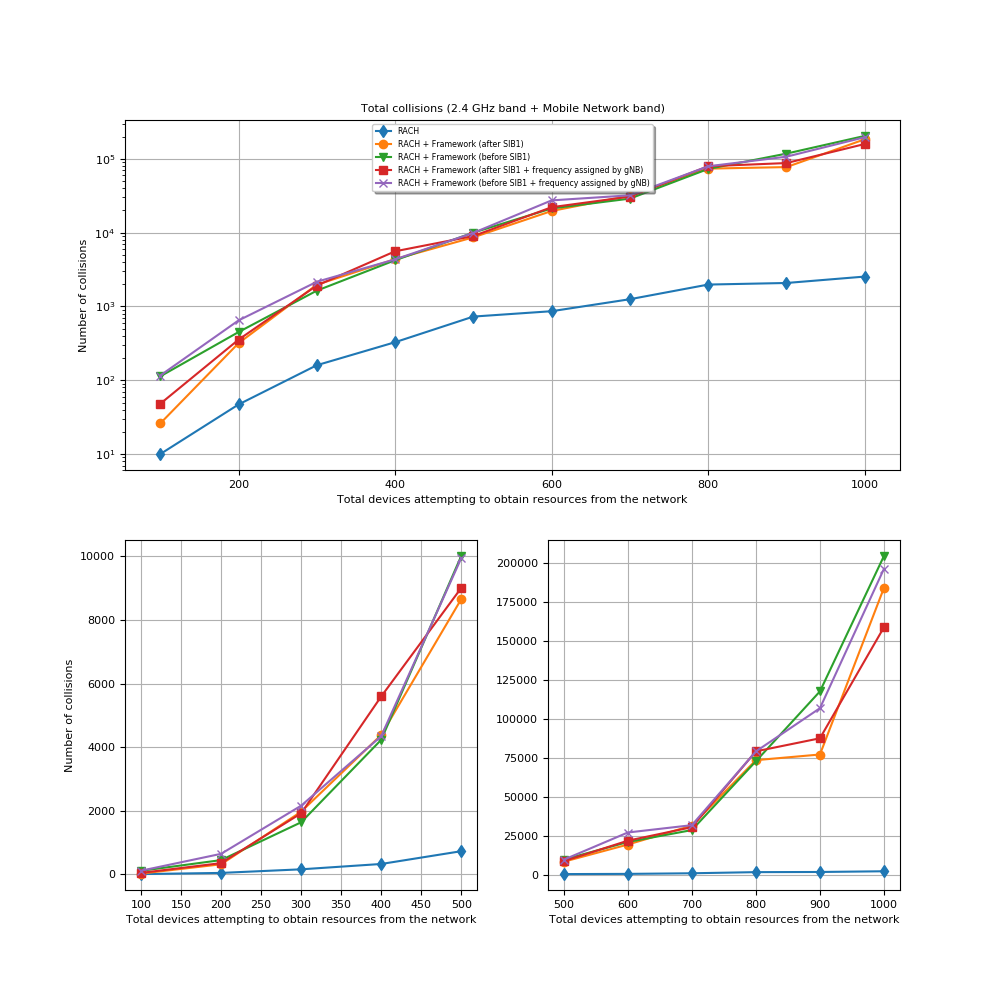 Total collisions (2.4 GHz band + Mobile Network band)
RACH
RACH + Framework (after SIB1)
RACH + Framework (before SIB1)
RACH + Framework (after SIB1 + frequency assigned by gNB)
RACH + Framework (before SIB1 + frequency assigned by gNB)
10⁵
10⁴
10³
10²
10¹
Number of collisions
200 400 600 800 1000
Total devices attempting to obtain resources from the network
10000
8000
6000
4000
2000
0
Number of collisions
100 150 200 250 300 350 400 450 500
Total devices attempting to obtain resources from the network
200000
175000
150000
125000
100000
75000
50000
25000
0
500 600 700 800 900 1000
Total devices attempting to obtain resources from the network